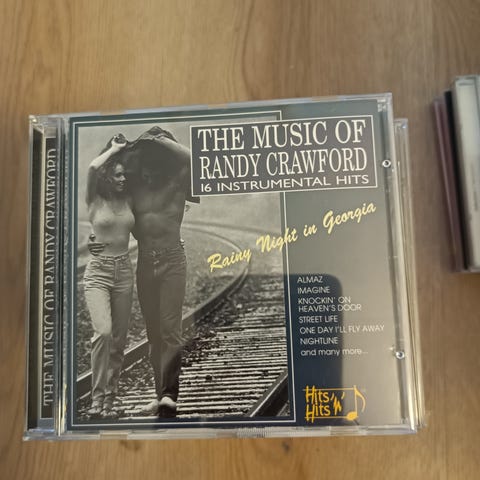 THE MUSIC OF RANDY CRAWFORD
THE MUSIC OF
RANDY CRAWFORD
16 INSTRUMENTAL HITS
Rainy Night in Georgia
ALMAZ
IMAGINE
KNOCKIN' ON
HEAVEN'S DOOR
STREET LIFE
ONE DAY I'LL FLY AWAY
NIGHTLINE
and many more...
Hits 'n'
Hits